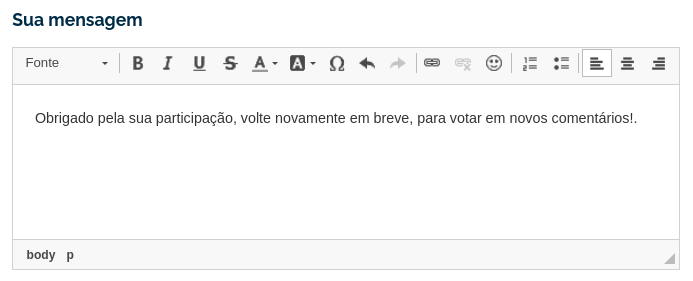 Sua mensagem
Fonte B I U S A A Ω
Obrigado pela sua participação, volte novamente em breve, para votar em novos comentários!.
body p